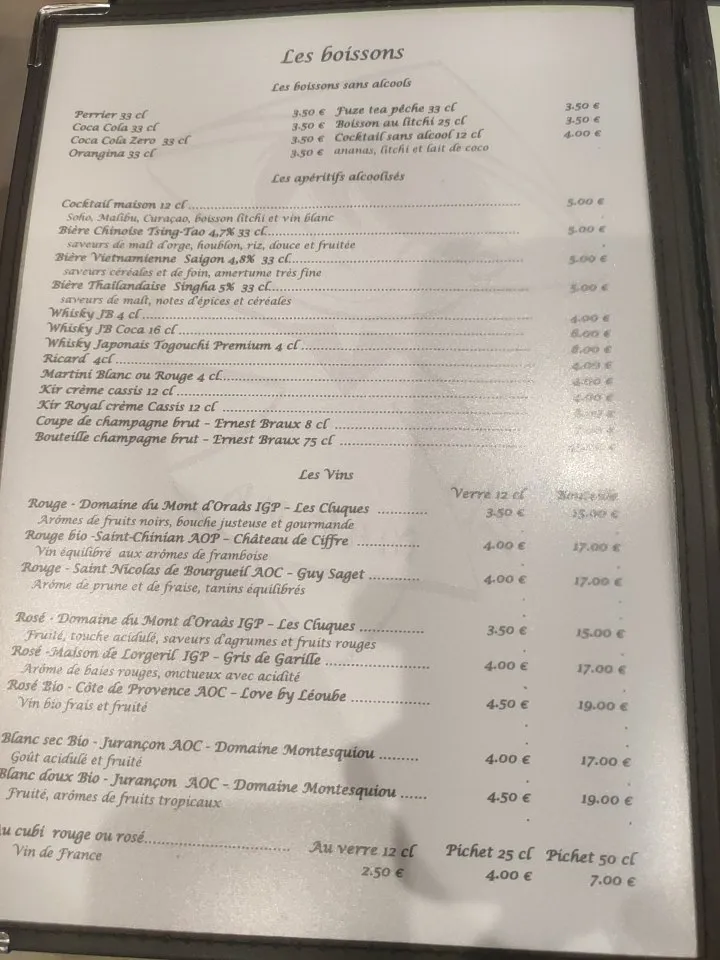 Les boissons
Les boissons sans alcools
Perrier 33 cl 3.50 € Fuze tea pêche 33 cl 3.50 €
Coca Cola 33 cl 3.50 € Boisson au litchi 25 cl 3.50 €
Coca Cola Zero 33 cl 3.50 € Cocktail sans alcool 12 cl 4.00 €
Orangina 33 cl 3.50 € ananas, litchi et lait de coco
Les apéritifs alcoolisés
Cocktail maison 12 cl 5.00 €
Soho, Malibu, Curaçao, boisson litchi et vin blanc
Bière Chinoise Tsing-Tao 4,7% 33 cl 5.00 €
saveurs de malt d'orge, houblon, riz, douce et fruitée
Bière Vietnamienne Saigon 4,8% 33 cl 5.00 €
saveurs céréales et de foin, amertume très fine
Bière Thaïlandaise Singha 5% 33 cl 5.00 €
saveurs de malt, notes d'épices et céréales
Whisky JB 4 cl 4.00 €
Whisky JB Coca 16 cl 6.00 €
Whisky Japonais Togouchi Premium 4 cl 8.00 €
Ricard 4cl 4.00 €
Martini Blanc ou Rouge 4 cl 4.00 €
Kir crème cassis 12 cl 4.00 €
Kir Royal crème Cassis 12 cl
Coupe de champagne brut - Ernest Braux 8 cl
Bouteille champagne brut - Ernest Braux 75 cl
Les Vins
Verre 12 cl Bouteille
Rouge - Domaine du Mont d'Oraàs IGP - Les Cluques 3.50 € 15.00 €
Arômes de fruits noirs, bouche justeuse et gourmande
Rouge bio -Saint-Chinian AOP - Château de Ciffre 4.00 € 17.00 €
Vin équilibré aux arômes de framboise
Rouge - Saint Nicolas de Bourgueil AOC - Guy Saget 4.00 € 17.00 €
Arôme de prune et de fraise, tanins équilibrés
Rosé - Domaine du Mont d'Oraàs IGP - Les Cluques 3.50 € 15.00 €
Fruité, touche acidulé, saveurs d'agrumes et fruits rouges
Rosé -Maison de Lorgeril IGP - Gris de Garille 4.00 € 17.00 €
Arôme de baies rouges, onctueux avec acidité
Rosé Bio - Côte de Provence AOC - Love by Léoube 4.50 € 19.00 €
Vin bio frais et fruité
Blanc sec Bio - Jurançon AOC - Domaine Montesquiou 4.00 € 17.00 €
Goût acidulé et fruité
Blanc doux Bio - Jurançon AOC - Domaine Montesquiou 4.50 € 19.00 €
Fruité, arômes de fruits tropicaux
Au cubi rouge ou rosé Au verre 12 cl Pichet 25 cl Pichet 50 cl
Vin de France 2.50 € 4.00 € 7.00 €